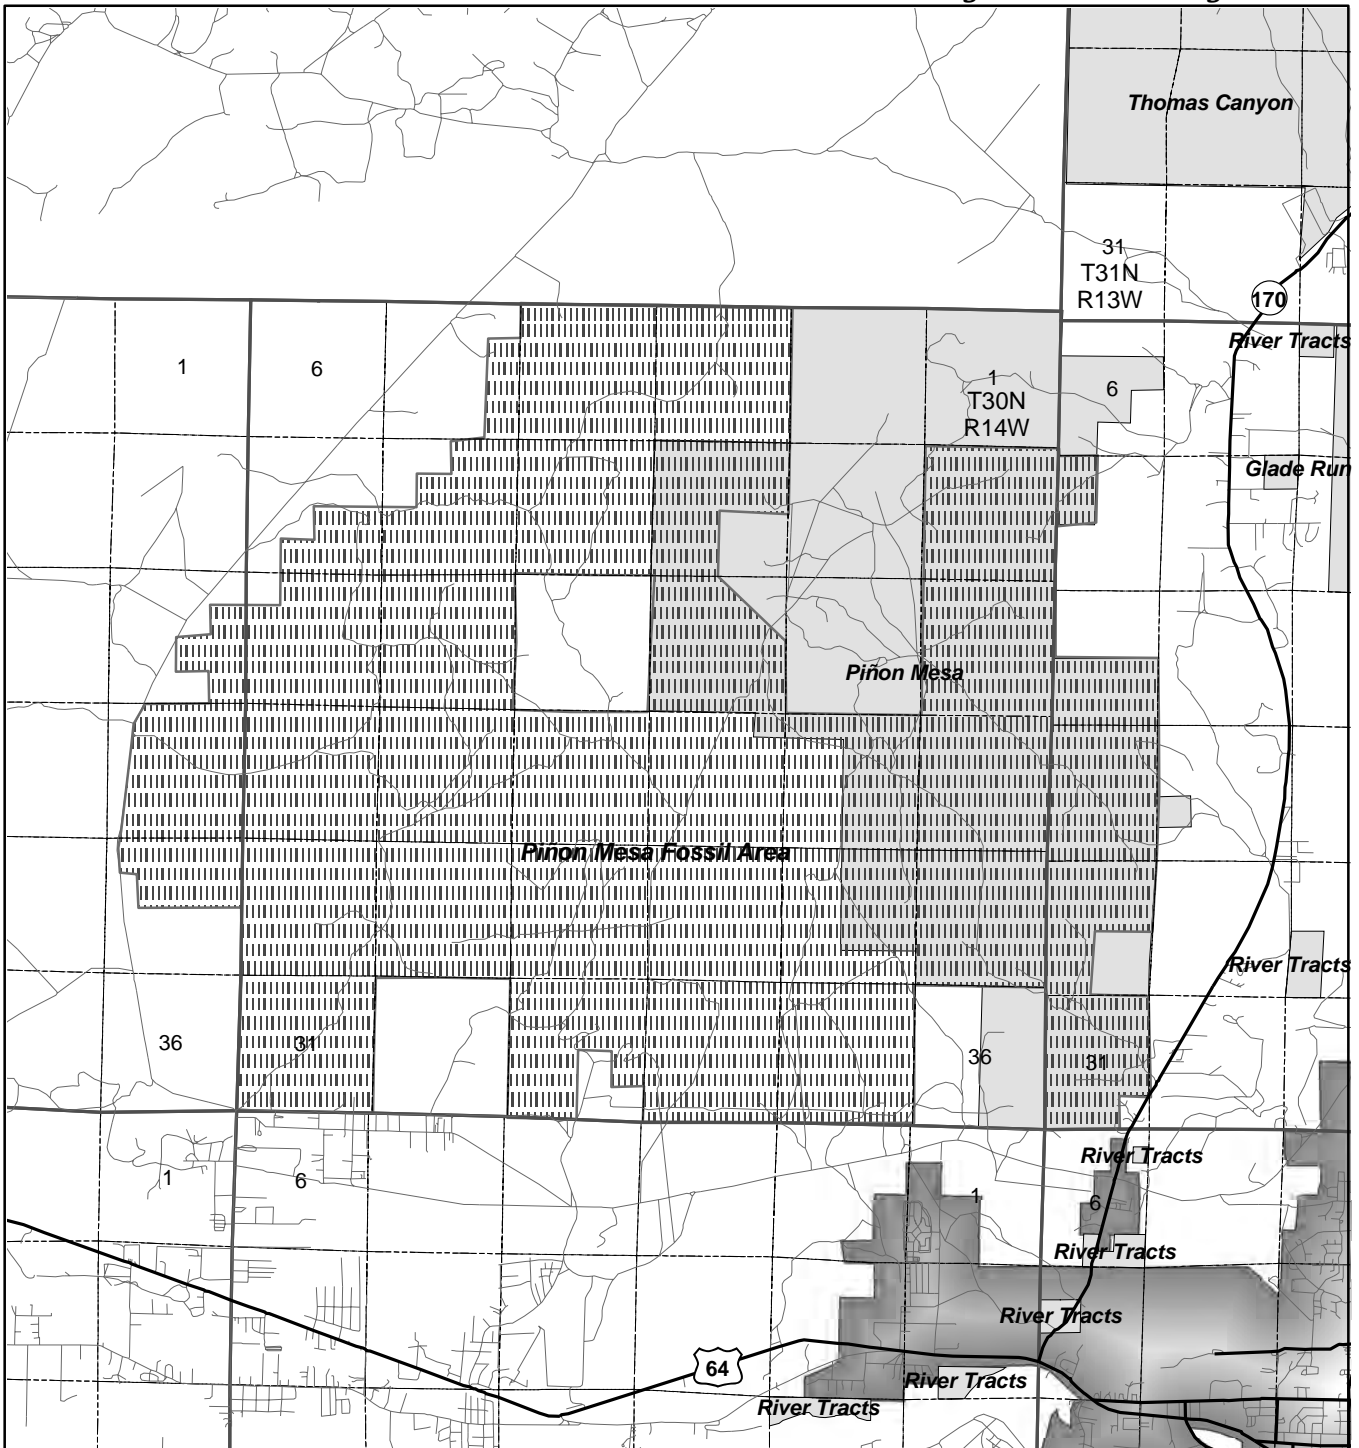 Thomas Canyon
31
T31N
R13W
170
River Tracts
1
6
1
T30N
R14W
6
Glade Run
Piñon Mesa
Piñon Mesa Fossil Area
River Tracts
36
31
36
31
River Tracts
1
6
1
6
River Tracts
River Tracts
64
River Tracts
River Tracts